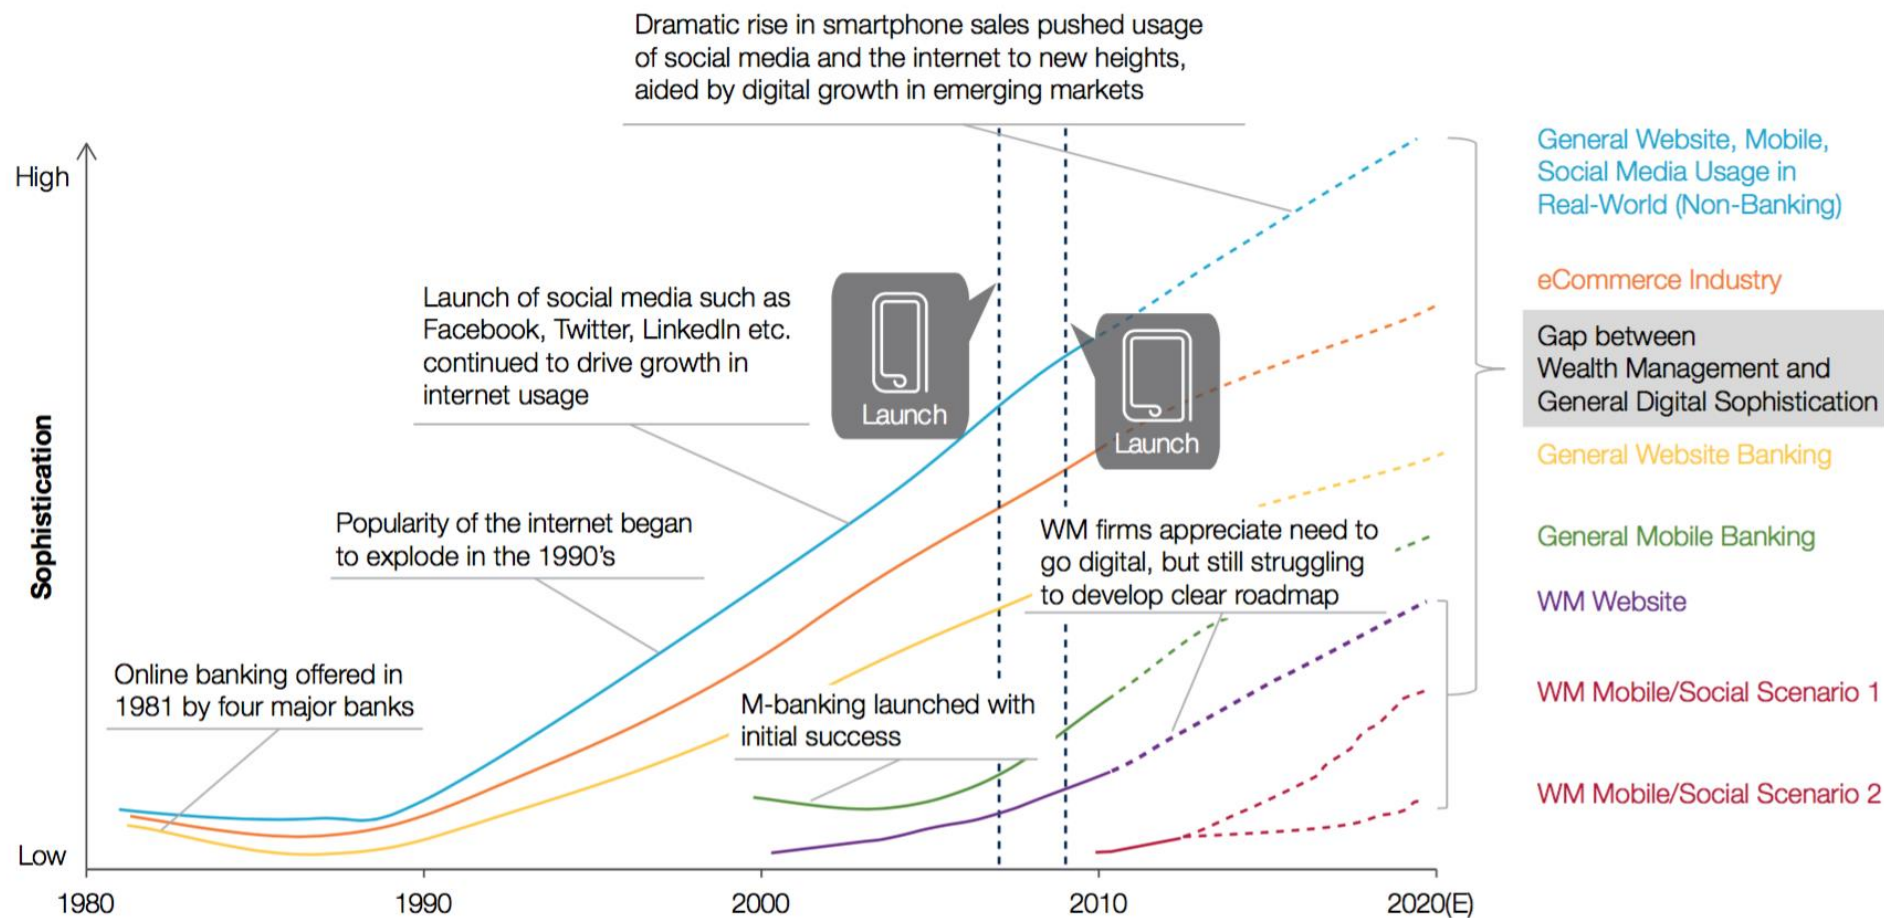 Dramatic rise in smartphone sales pushed usage
of social media and the internet to new heights,
aided by digital growth in emerging markets
High
General Website, Mobile,
Social Media Usage in
Real-World (Non-Banking)
eCommerce Industry
Launch of social media such as
Facebook, Twitter, LinkedIn etc.
continued to drive growth in
internet usage
Launch
Launch
Gap between
Wealth Management and
General Digital Sophistication
General Website Banking
Sophistication
Popularity of the internet began
to explode in the 1990's
WM firms appreciate need to
go digital, but still struggling
to develop clear roadmap
General Mobile Banking
WM Website
Online banking offered in
1981 by four major banks
M-banking launched with
initial success
WM Mobile/Social Scenario 1
WM Mobile/Social Scenario 2
Low
1980
1990
2000
2010
2020(E)